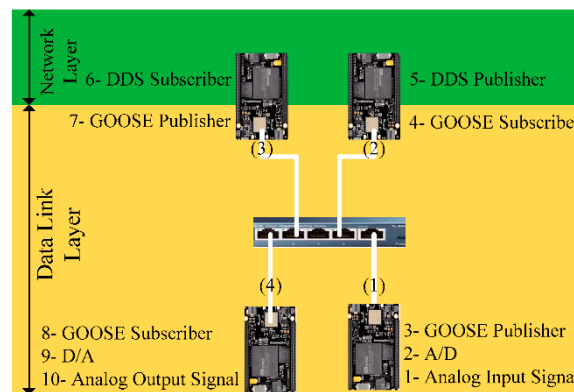 Network
Layer
6- DDS Subscriber
5- DDS Publisher
7- GOOSE Publisher
4- GOOSE Subscribe
(3)
(2)
Data Link
Layer
(4)
(1)
8- GOOSE Subscriber
9- D/A
10- Analog Output Signal
3- GOOSE Publisher
2- A/D
1- Analog Input Signal